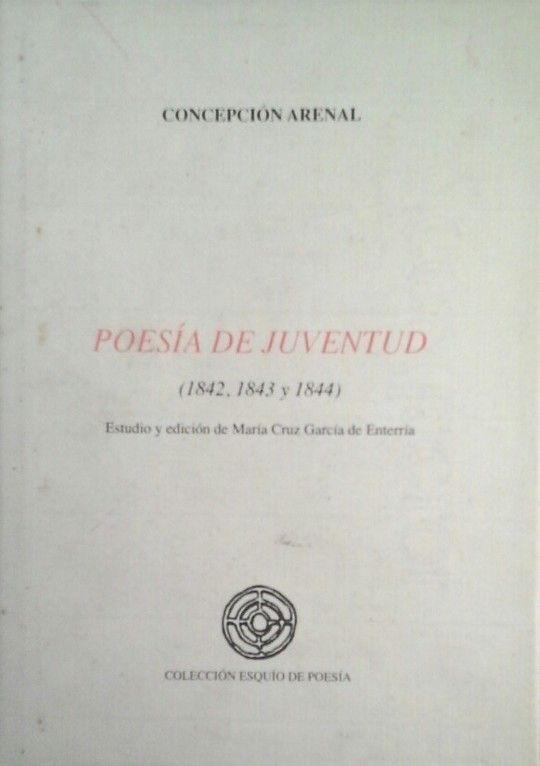 CONCEPCIÓN ARENAL
POESÍA DE JUVENTUD
(1842, 1843 y 1844)
Estudio y edición de María Cruz García de Enterría
COLECCIÓN ESQUÍO DE POESÍA